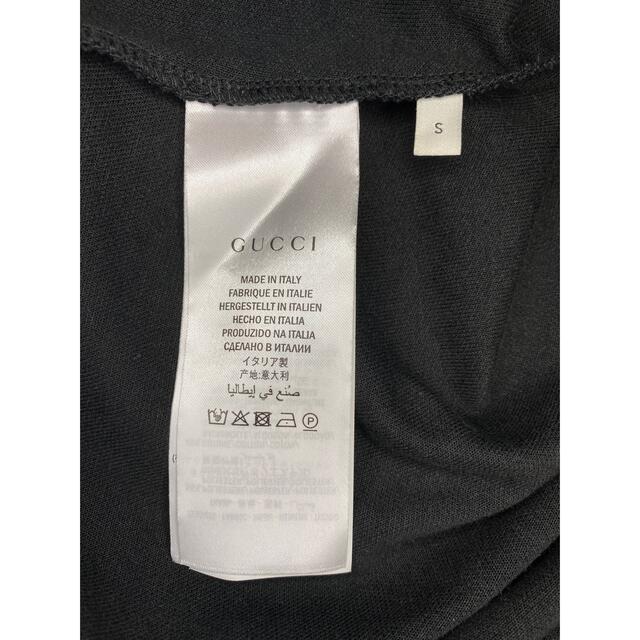 GUCCI
MADE IN ITALY
FABRIQUE EN ITALIE
HERGESTELLT IN ITALIEN
HECHO EN ITALIA
PRODUZIDO NA ITALIA
СДЕЛАНО В ИТАЛИИ
イタリア製
产地:意大利
صُنع في إيطاليا
P
S